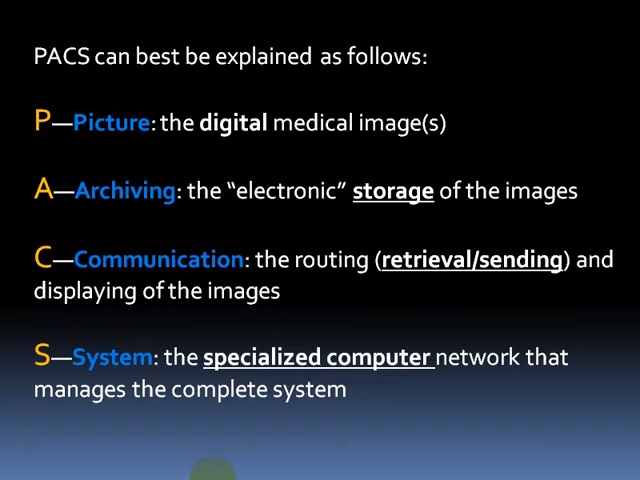 PACS can best be explained as follows:
P—Picture: the digital medical image(s)
A—Archiving: the “electronic” storage of the images
C—Communication: the routing (retrieval/sending) and
displaying of the images
S—System: the specialized computer network that
manages the complete system